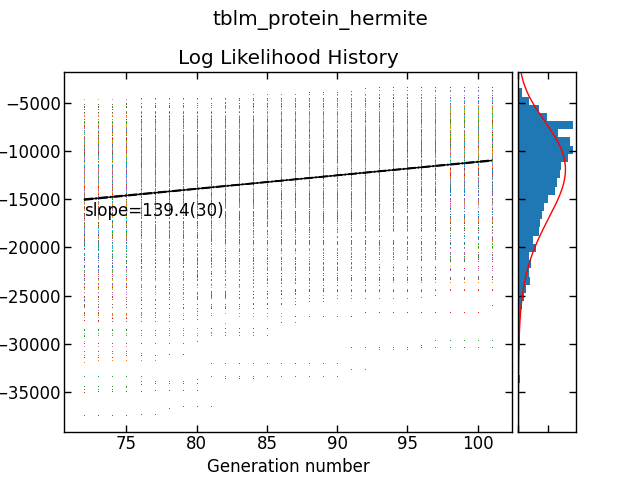 tblm_protein_hermite
Log Likelihood History
−5000
−10000
−15000
−20000
−25000
−30000
−35000
slope=139.4(30)
75 80 85 90 95 100
Generation number